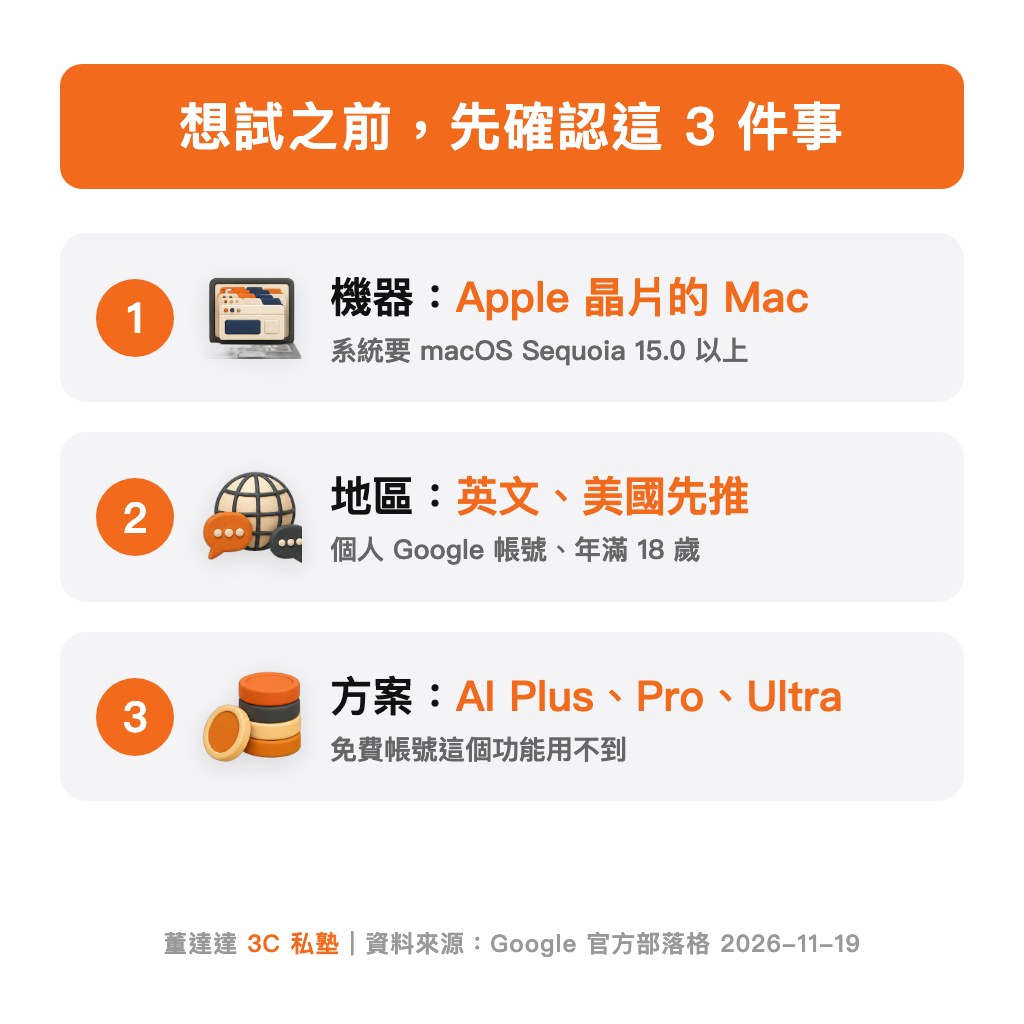 想試之前，先確認這 3 件事
1
機器：Apple 晶片的 Mac
系統要 macOS Sequoia 15.0 以上
2
地區：英文、美國先推
個人 Google 帳號、年滿 18 歲
3
方案：AI Plus、Pro、Ultra
免費帳號這個功能用不到
董達達 3C 私塾｜資料來源：Google 官方部落格 2026–11–19